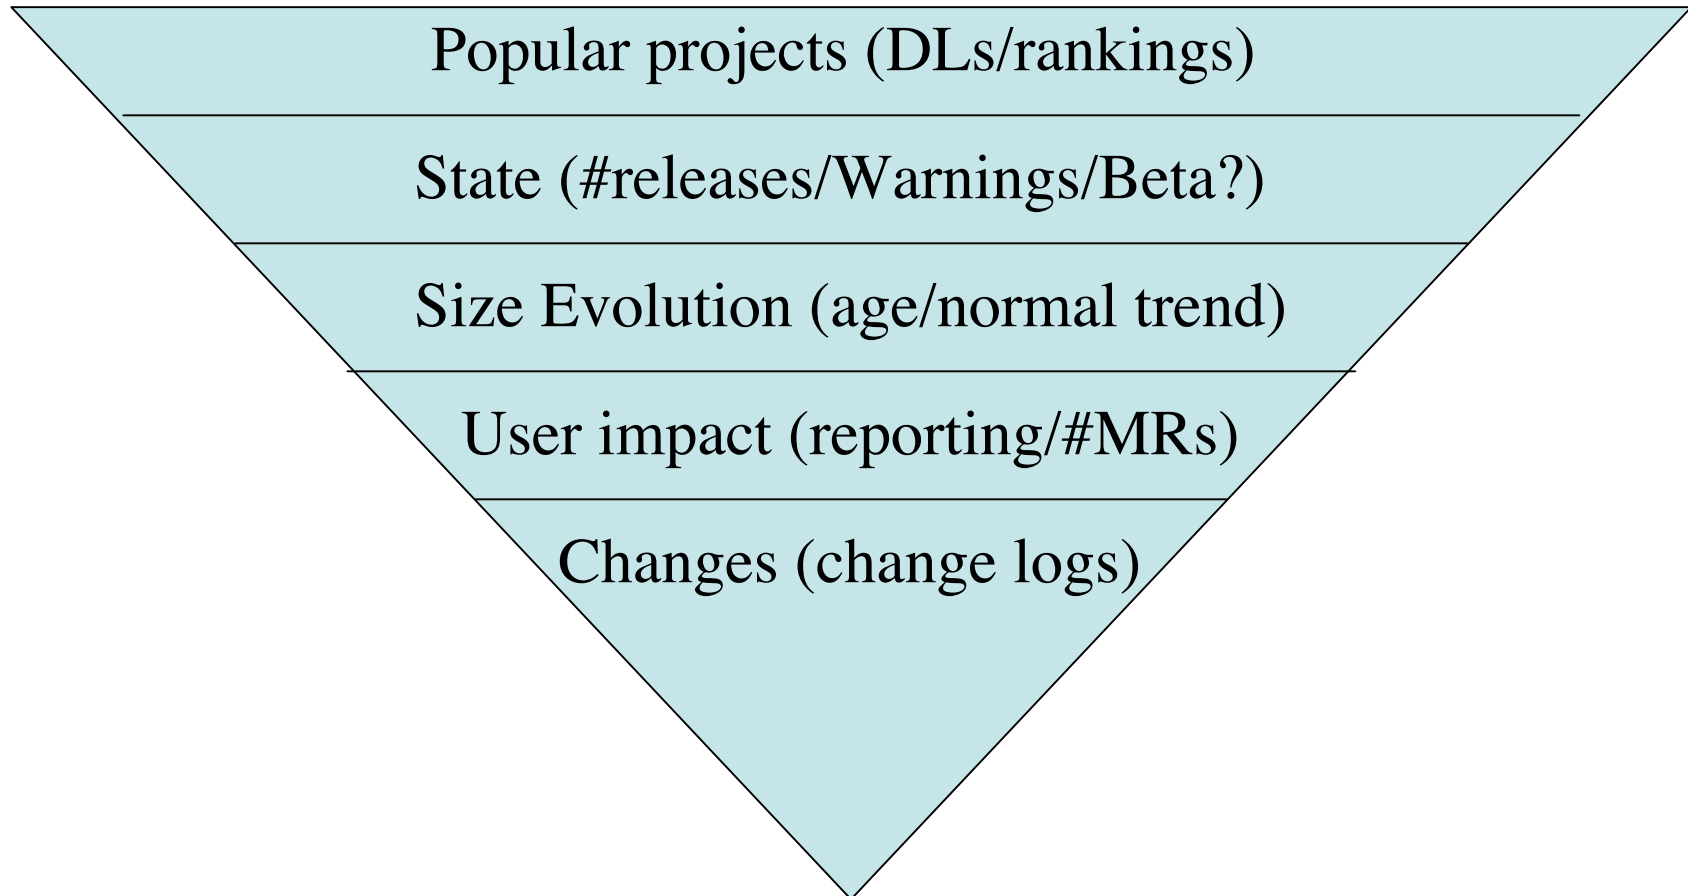 Popular projects (DLs/rankings)
State (#releases/Warnings/Beta?)
Size Evolution (age/normal trend)
User impact (reporting/#MRs)
Changes (change logs)